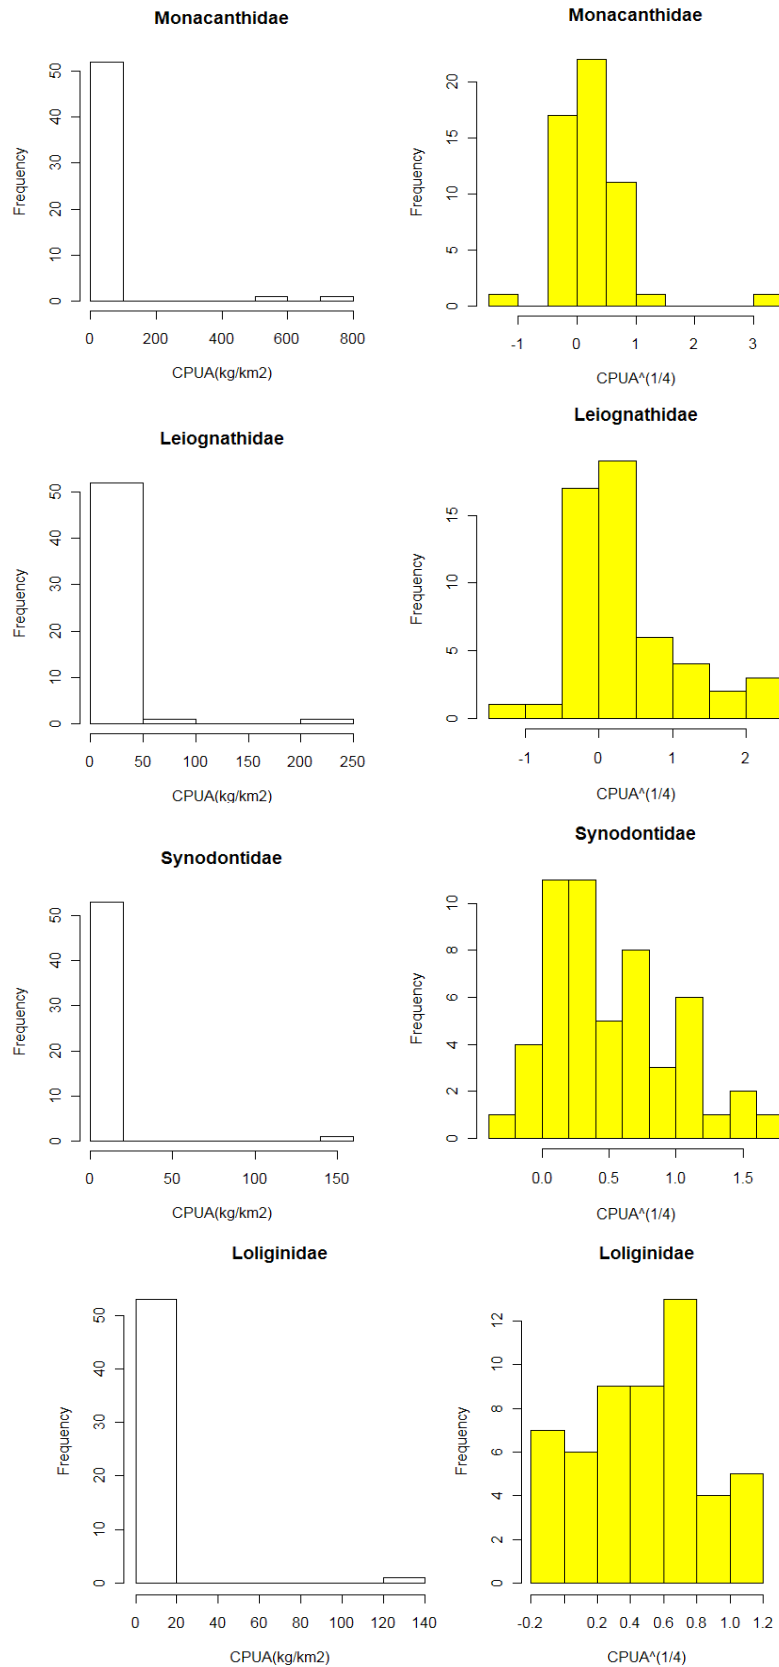 Monacanthidae
Frequency
0 10 20 30 40 50
0 200 400 600 800
CPUA(kg/km2)
Monacanthidae
Frequency
0 5 10 15 20
-1 0 1 2 3
CPUA^(1/4)
Leiognathidae
Frequency
0 10 20 30 40 50
0 50 100 150 200 250
CPUA(kg/km2)
Leiognathidae
Frequency
0 5 10 15
-1 0 1 2
CPUA^(1/4)
Synodontidae
Frequency
0 10 20 30 40 50
0 50 100 150
CPUA(kg/km2)
Synodontidae
Frequency
0 2 4 6 8 10
0.0 0.5 1.0 1.5
CPUA^(1/4)
Loliginidae
Frequency
0 10 20 30 40 50
0 20 40 60 80 100 120 140
CPUA(kg/km2)
Loliginidae
Frequency
0 2 4 6 8 10 12
-0.2 0.2 0.4 0.6 0.8 1.0 1.2
CPUA^(1/4)